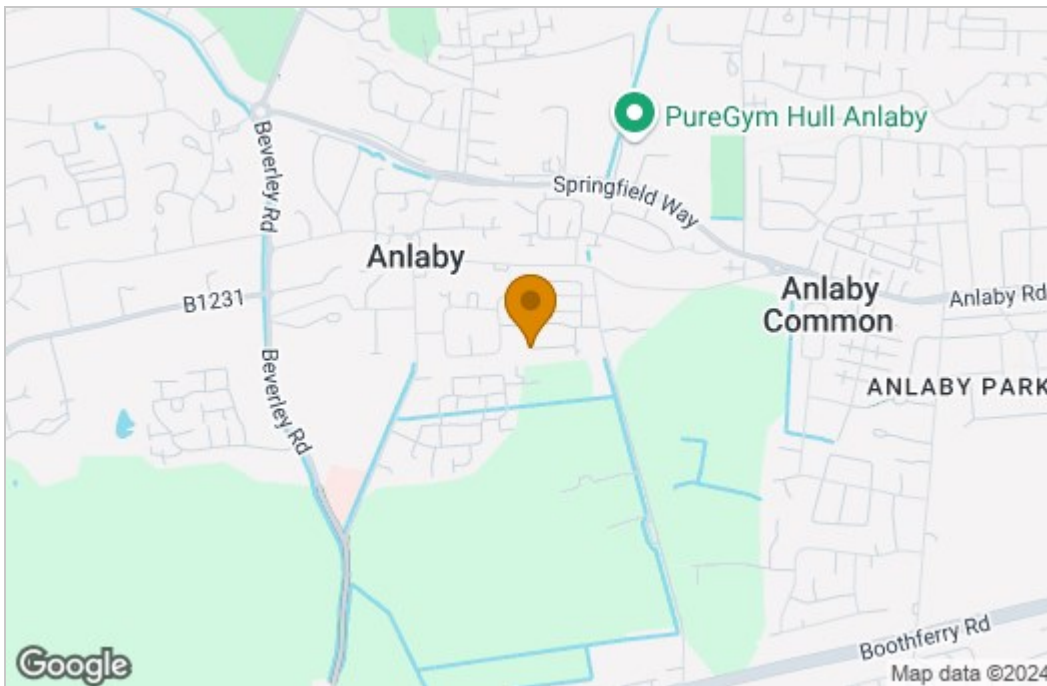 PureGym Hull Anlaby
Beverley Rd
Springfield Way
Anlaby
B1231
Anlaby
Common
Anlaby Rd
Beverley Rd
ANLABY PARK
Boothferry Rd
Google
Map data ©2024